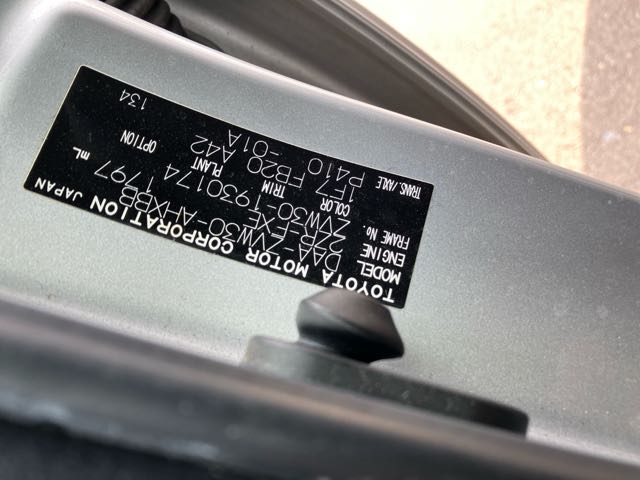 TOYOTA MOTOR CORPORATION JAPAN
MODEL DAA-ZVW30-AHXBB
ENGINE 2ZR-FXE 1797 mL
FRAME No. ZVW30-1930174
COLOR TRIM PLANT OPTION
1F7 FB20 A42 134
TRANS./AXLE P410 -01A